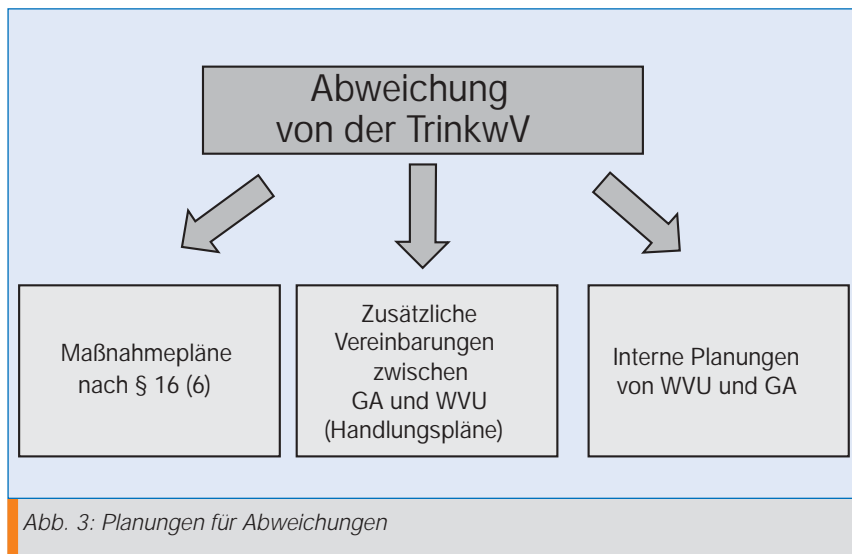 Abweichung
von der TrinkwV
Maßnahmepläne
nach § 16 (6)
Zusätzliche
Vereinbarungen
zwischen
GA und WVU
(Handlungspläne)
Interne Planungen
von WVU und GA
Abb. 3: Planungen für Abweichungen